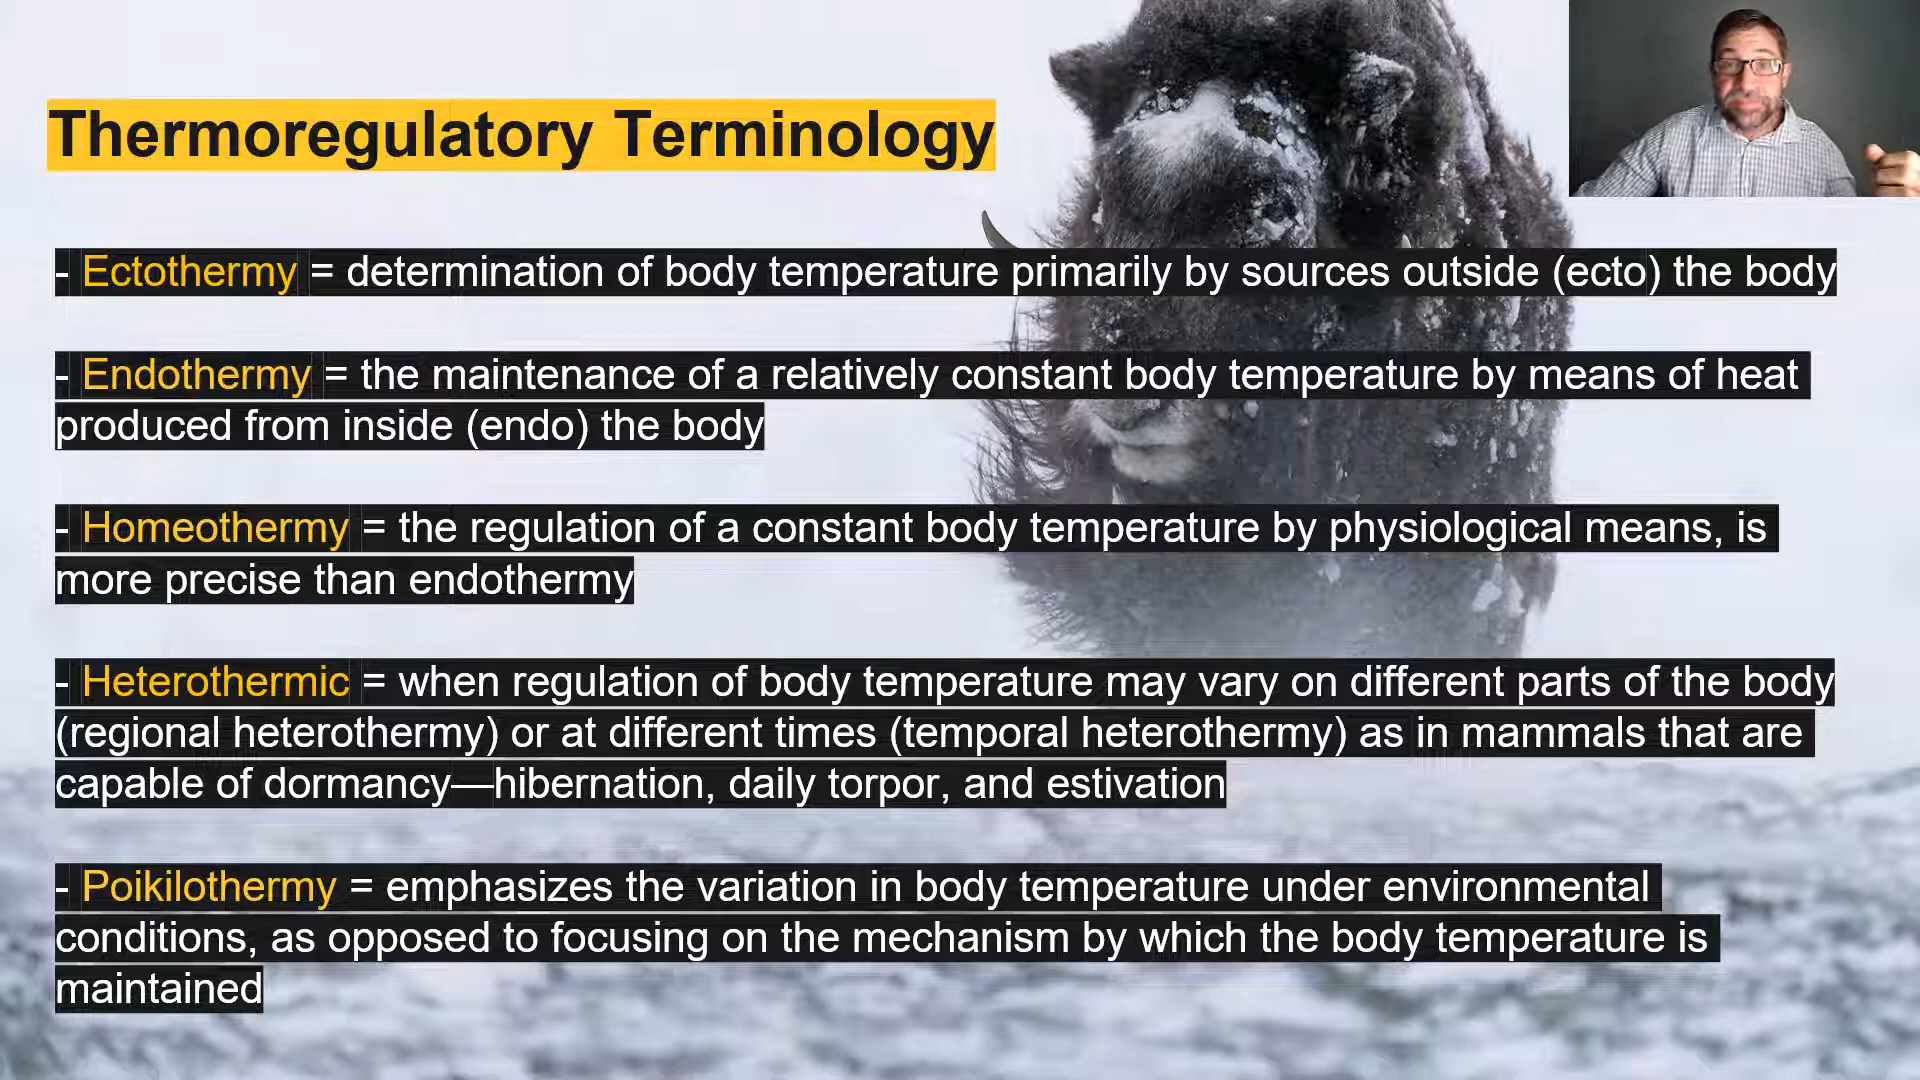 Thermoregulatory Terminology
- Ectothermy = determination of body temperature primarily by sources outside (ecto) the body
- Endothermy = the maintenance of a relatively constant body temperature by means of heat
produced from inside (endo) the body
- Homeothermy = the regulation of a constant body temperature by physiological means, is
more precise than endothermy
- Heterothermic = when regulation of body temperature may vary on different parts of the body
(regional heterothermy) or at different times (temporal heterothermy) as in mammals that are
capable of dormancy—hibernation, daily torpor, and estivation
- Poikilothermy = emphasizes the variation in body temperature under environmental
conditions, as opposed to focusing on the mechanism by which the body temperature is
maintained